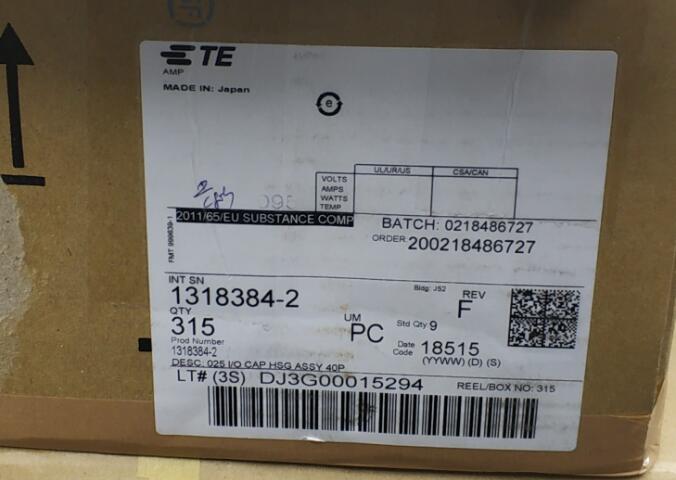 TE
AMP
MADE IN: Japan
e
UL/UR/US CSA/CAN
VOLTS
AMPS
WATTS
TEMP
2011/65/EU SUBSTANCE COMP
BATCH: 0218486727
ORDER: 200218486727
INT SN
1318384-2
Bldg: J52
REV
F
QTY
315
UM
PC
Std Qty 9
Prod Number
1318384-2
Date Code 18515
(YYWW) (D) (S)
DESC: 025 I/O CAP HSG ASSY 40P
LT# (3S) DJ3G00015294
REEL/BOX NO: 315